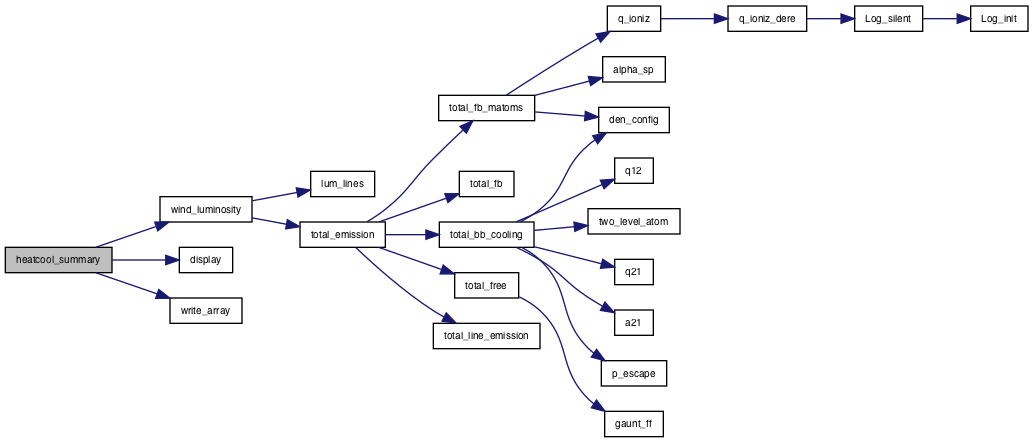 q_ioniz
q_ioniz_dere
Log_silent
Log_init
alpha_sp
total_fb_matoms
den_config
q12
lum_lines
total_fb
wind_luminosity
two_level_atom
total_emission
total_bb_cooling
heatcool_summary
display
q21
total_free
write_array
a21
total_line_emission
p_escape
gaunt_ff